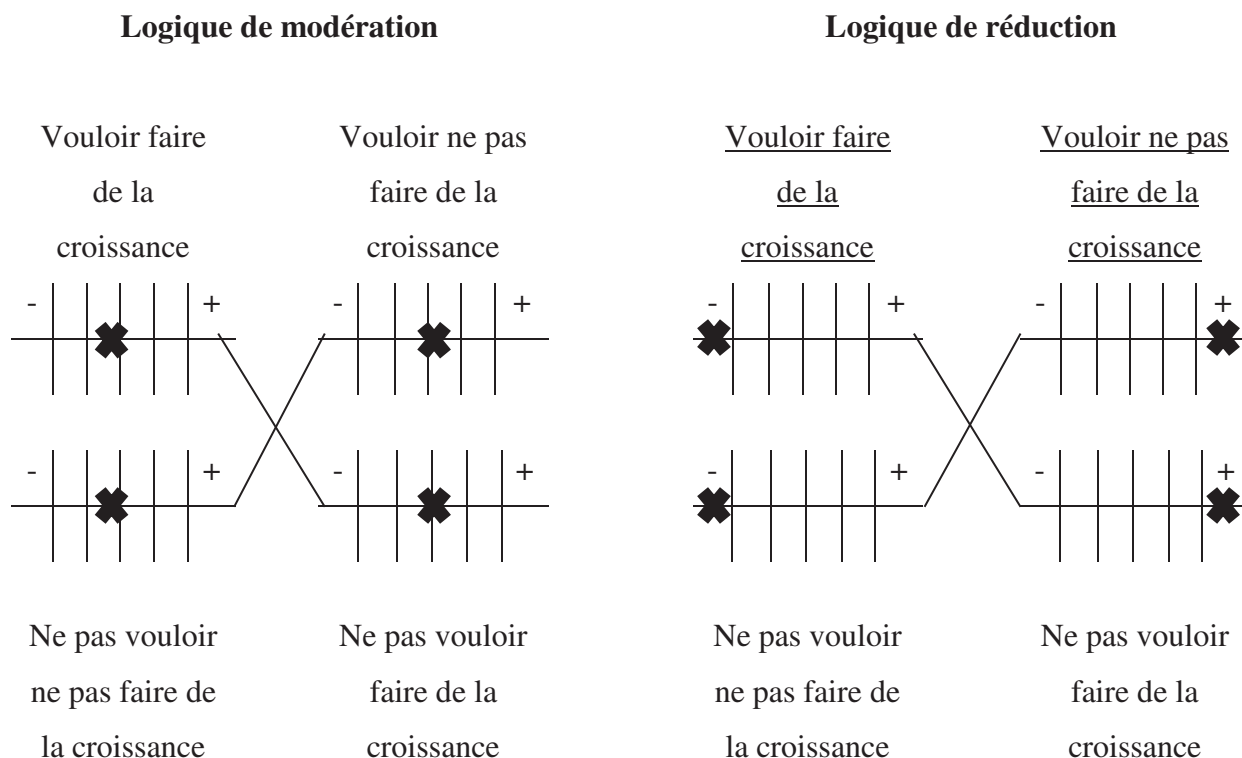 Logique de modération
Logique de réduction
Vouloir faire
de la
croissance
Vouloir ne pas
faire de la
croissance
Vouloir faire
de la
croissance
Vouloir ne pas
faire de la
croissance
- + - + - + - +
- + - + - + - +
Ne pas vouloir
ne pas faire de
la croissance
Ne pas vouloir
faire de la
croissance
Ne pas vouloir
ne pas faire de
la croissance
Ne pas vouloir
faire de la
croissance